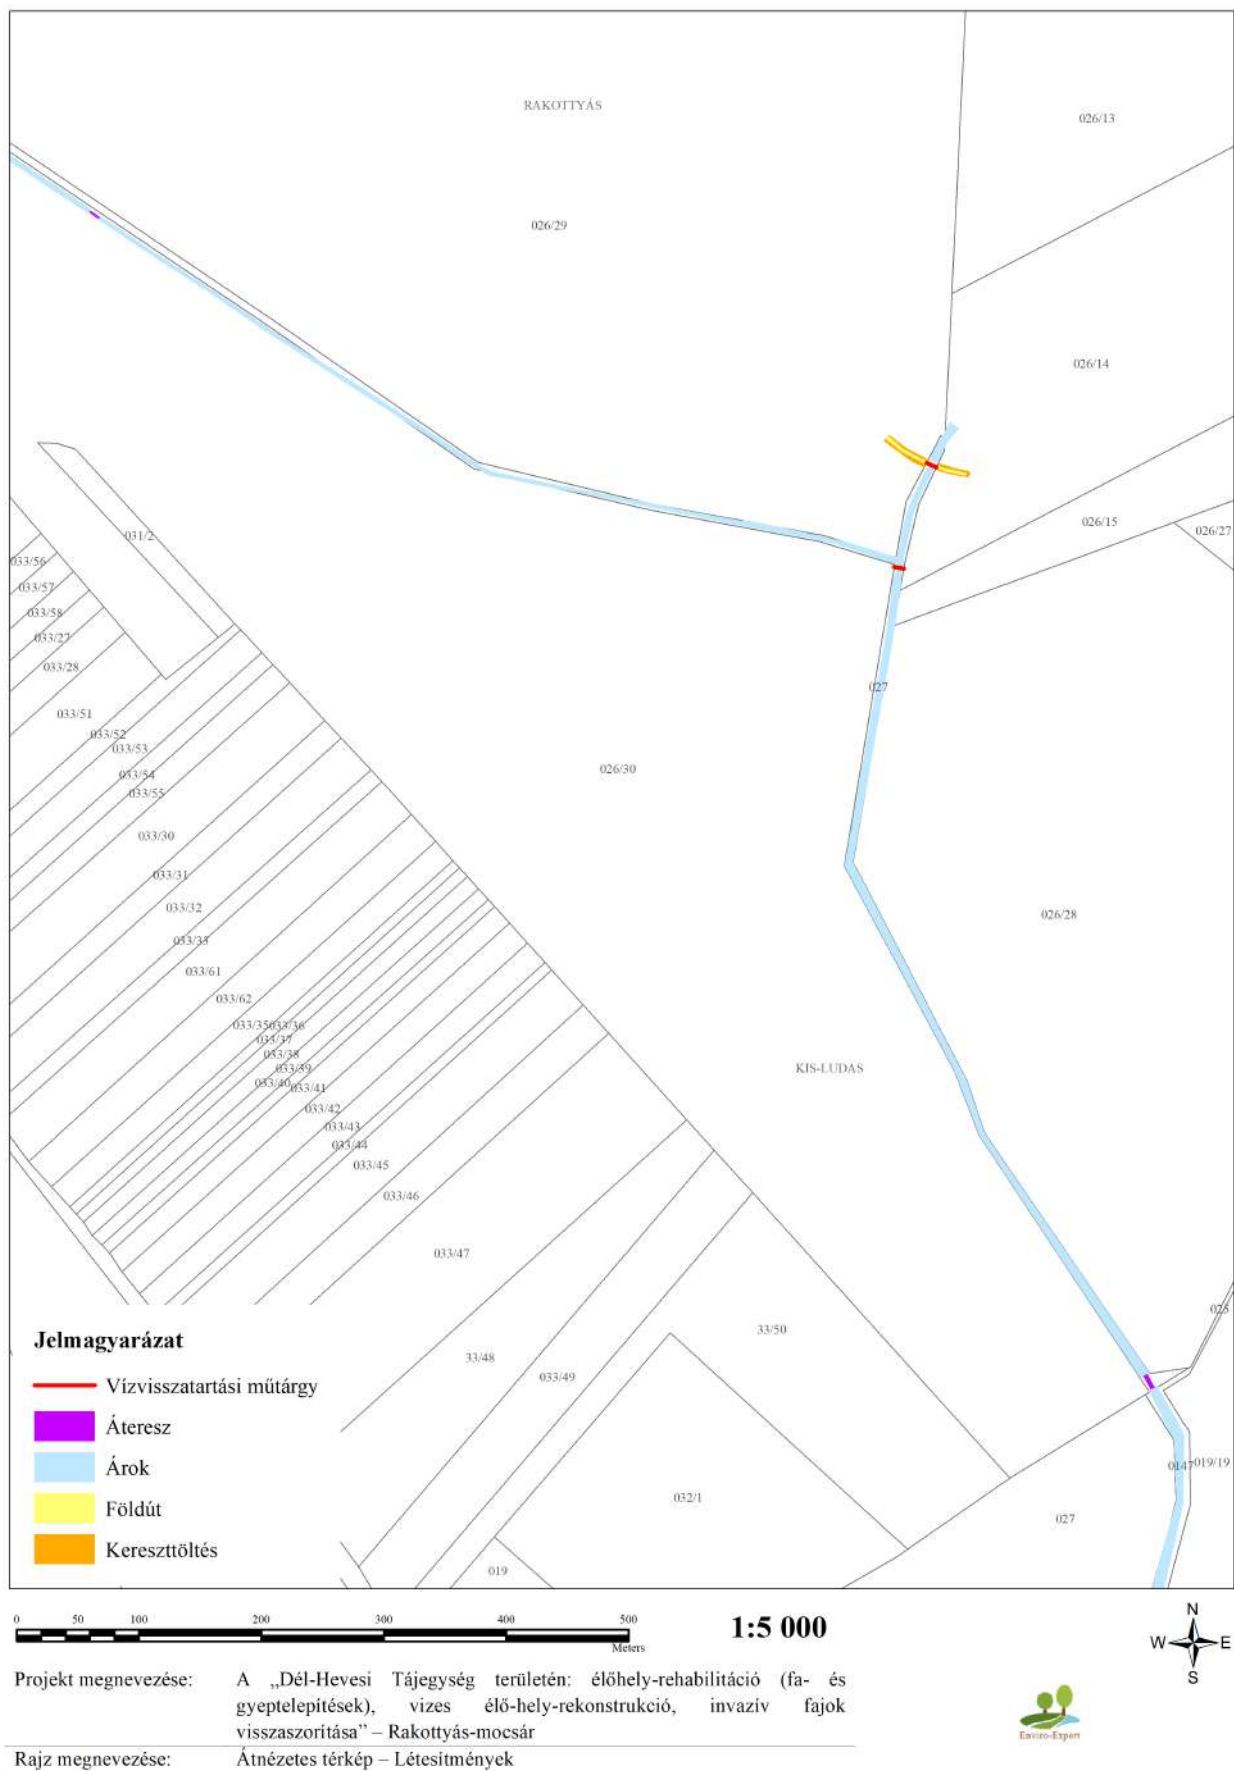 RAKOTTYÁS
026/13
026/29
026/14
026/15
026/27
031/2
033/56
033/57
033/58
033/27
033/28
033/51
033/52
033/53
033/54
033/55
027
026/30
033/30
033/31
033/32
033/33
033/61
033/62
026/28
033/35
033/36
033/37
033/38
033/39
033/40
033/41
033/42
033/43
033/44
033/45
033/46
KIS-LUDAS
033/47
025
33/50
33/48
033/49
0147
019/19
032/1
027
019
Jelmagyarázat
Vízvisszatartási műtárgy
Áteresz
Árok
Földút
Kereszttöltés
0 50 100 200 300 400 500
Meters
1:5 000
N
W E
S
Projekt megnevezése: A „Dél-Hevesi Tájegység területén: élőhely-rehabilitáció (fa- és
gyeptelepítések), vizes élő-hely-rekonstrukció, invazív fajok
visszaszorítása” – Rakottyás-mocsár
Enviro-Expert
Rajz megnevezése: Átnézetes térkép – Létesítmények